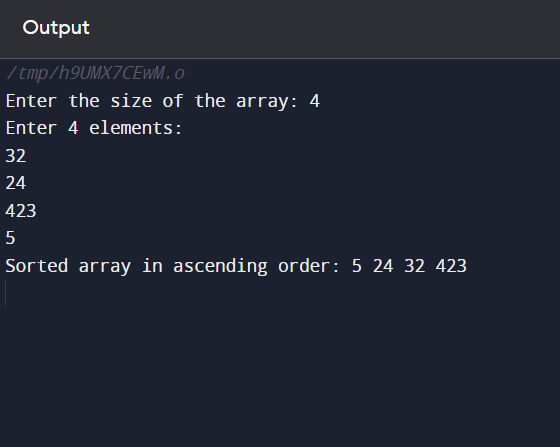 Output
/tmp/h9UMX7CEwM.o
Enter the size of the array: 4
Enter 4 elements:
32
24
423
5
Sorted array in ascending order: 5 24 32 423